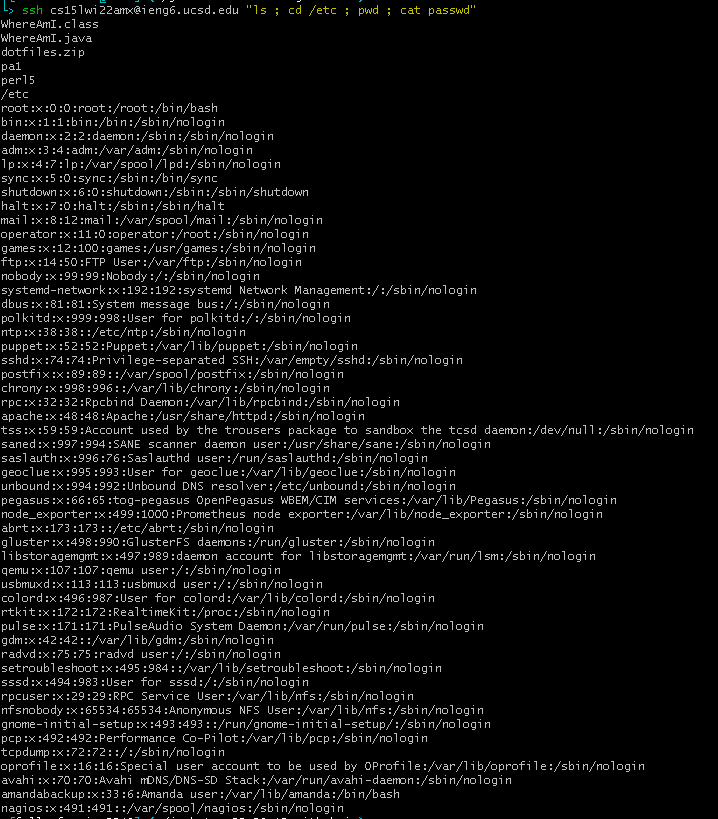 └> ssh cs15lwi22amx@ieng6.ucsd.edu "ls ; cd /etc ; pwd ; cat passwd"
WhereAmI.class
WhereAmI.java
dotfiles.zip
pa1
perl5
/etc
root:x:0:0:root:/root:/bin/bash
bin:x:1:1:bin:/bin:/sbin/nologin
daemon:x:2:2:daemon:/sbin:/sbin/nologin
adm:x:3:4:adm:/var/adm:/sbin/nologin
lp:x:4:7:lp:/var/spool/lpd:/sbin/nologin
sync:x:5:0:sync:/sbin:/bin/sync
shutdown:x:6:0:shutdown:/sbin:/sbin/shutdown
halt:x:7:0:halt:/sbin:/sbin/halt
mail:x:8:12:mail:/var/spool/mail:/sbin/nologin
operator:x:11:0:operator:/root:/sbin/nologin
games:x:12:100:games:/usr/games:/sbin/nologin
ftp:x:14:50:FTP User:/var/ftp:/sbin/nologin
nobody:x:99:99:Nobody:/:/sbin/nologin
systemd-network:x:192:192:systemd Network Management:/:/sbin/nologin
dbus:x:81:81:System message bus:/:/sbin/nologin
polkitd:x:999:998:User for polkitd:/:/sbin/nologin
ntp:x:38:38::/etc/ntp:/sbin/nologin
puppet:x:52:52:Puppet:/var/lib/puppet:/sbin/nologin
sshd:x:74:74:Privilege-separated SSH:/var/empty/sshd:/sbin/nologin
postfix:x:89:89::/var/spool/postfix:/sbin/nologin
chrony:x:998:996::/var/lib/chrony:/sbin/nologin
rpc:x:32:32:Rpcbind Daemon:/var/lib/rpcbind:/sbin/nologin
apache:x:48:48:Apache:/usr/share/httpd:/sbin/nologin
tss:x:59:59:Account used by the trousers package to sandbox the tcsd daemon:/dev/null:/sbin/nologin
saned:x:997:994:SANE scanner daemon user:/usr/share/sane:/sbin/nologin
saslauth:x:996:76:Saslauthd user:/run/saslauthd:/sbin/nologin
geoclue:x:995:993:User for geoclue:/var/lib/geoclue:/sbin/nologin
unbound:x:994:992:Unbound DNS resolver:/etc/unbound:/sbin/nologin
pegasus:x:66:65:tog-pegasus OpenPegasus WBEM/CIM services:/var/lib/Pegasus:/sbin/nologin
node_exporter:x:499:1000:Prometheus node exporter:/var/lib/node_exporter:/sbin/nologin
abrt:x:173:173::/etc/abrt:/sbin/nologin
gluster:x:498:990:GlusterFS daemons:/run/gluster:/sbin/nologin
libstoragemgmt:x:497:989:daemon account for libstoragemgmt:/var/run/lsm:/sbin/nologin
qemu:x:107:107:qemu user:/:/sbin/nologin
usbmuxd:x:113:113:usbmuxd user:/:/sbin/nologin
colord:x:496:987:User for colord:/var/lib/colord:/sbin/nologin
rtkit:x:172:172:RealtimeKit:/proc:/sbin/nologin
pulse:x:171:171:PulseAudio System Daemon:/var/run/pulse:/sbin/nologin
gdm:x:42:42::/var/lib/gdm:/sbin/nologin
radvd:x:75:75:radvd user:/:/sbin/nologin
setroubleshoot:x:495:984::/var/lib/setroubleshoot:/sbin/nologin
sssd:x:494:983:User for sssd:/:/sbin/nologin
rpcuser:x:29:29:RPC Service User:/var/lib/nfs:/sbin/nologin
nfsnobody:x:65534:65534:Anonymous NFS User:/var/lib/nfs:/sbin/nologin
gnome-initial-setup:x:493:493::/run/gnome-initial-setup/:/sbin/nologin
pcp:x:492:492:Performance Co-Pilot:/var/lib/pcp:/sbin/nologin
tcpdump:x:72:72::/:/sbin/nologin
oprofile:x:16:16:Special user account to be used by OProfile:/var/lib/oprofile:/sbin/nologin
avahi:x:70:70:Avahi mDNS/DNS-SD Stack:/var/run/avahi-daemon:/sbin/nologin
amandabackup:x:33:6:Amanda user:/var/lib/amanda:/bin/bash
nagios:x:491:491::/var/spool/nagios:/sbin/nologin